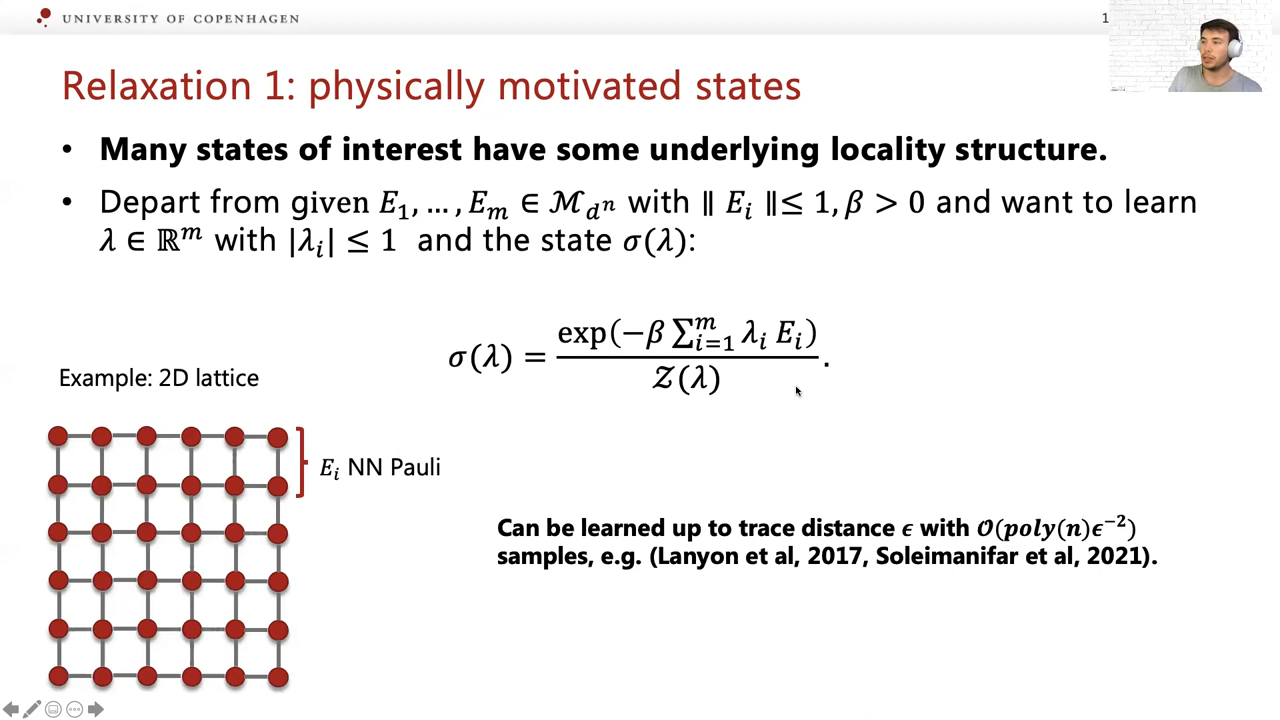 UNIVERSITY OF COPENHAGEN
1
Relaxation 1: physically motivated states
• Many states of interest have some underlying locality structure.
• Depart from given E₁, …, Eₘ ∈ ℳ_{dⁿ} with ‖ Eᵢ ‖≤ 1, β > 0 and want to learn
λ ∈ ℝᵐ with |λᵢ| ≤ 1 and the state σ(λ):
σ(λ) = exp(−β ∑ᵢ₌₁ᵐ λᵢ Eᵢ) / 𝒵(λ).
Example: 2D lattice
Eᵢ NN Pauli
Can be learned up to trace distance ϵ with 𝒪(poly(n)ϵ⁻²)
samples, e.g. (Lanyon et al, 2017, Soleimanifar et al, 2021).